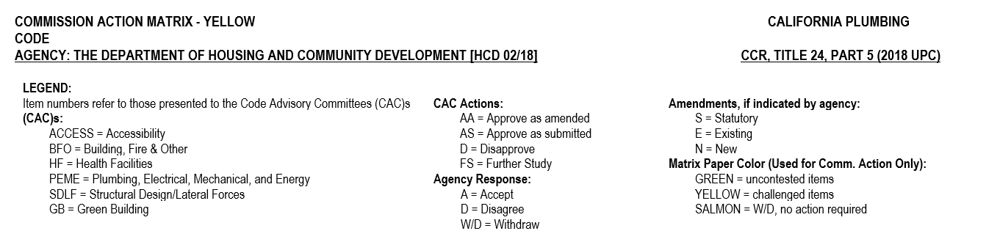 COMMISSION ACTION MATRIX - YELLOW CALIFORNIA PLUMBING
CODE
AGENCY: THE DEPARTMENT OF HOUSING AND COMMUNITY DEVELOPMENT [HCD 02/18] CCR, TITLE 24, PART 5 (2018 UPC)
LEGEND:
Item numbers refer to those presented to the Code Advisory Committees (CAC)s
(CAC)s:
ACCESS = Accessibility
BFO = Building, Fire & Other
HF = Health Facilities
PEME = Plumbing, Electrical, Mechanical, and Energy
SDLF = Structural Design/Lateral Forces
GB = Green Building
CAC Actions:
AA = Approve as amended
AS = Approve as submitted
D = Disapprove
FS = Further Study
Agency Response:
A = Accept
D = Disagree
W/D = Withdraw
Amendments, if indicated by agency:
S = Statutory
E = Existing
N = New
Matrix Paper Color (Used for Comm. Action Only):
GREEN = uncontested items
YELLOW = challenged items
SALMON = W/D, no action required